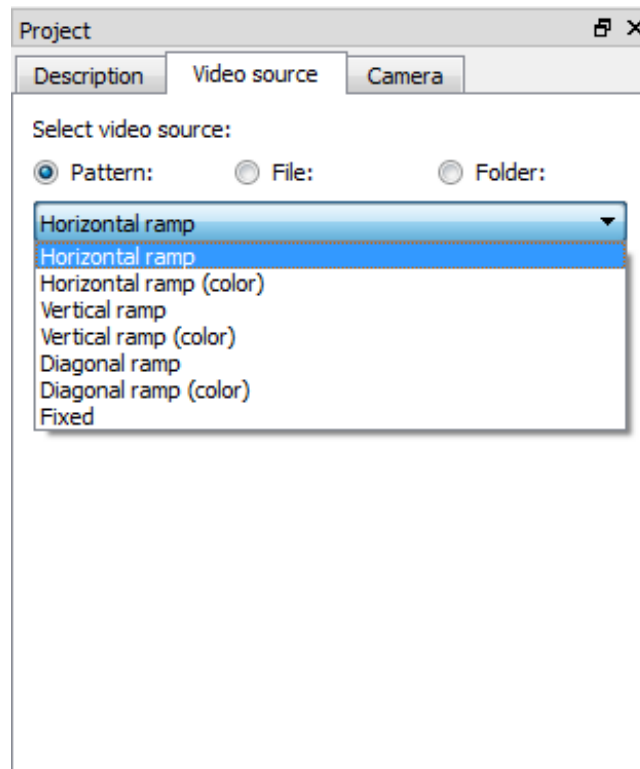 Project
Description Video source Camera
Select video source:
Pattern: File: Folder:
Horizontal ramp
Horizontal ramp
Horizontal ramp (color)
Vertical ramp
Vertical ramp (color)
Diagonal ramp
Diagonal ramp (color)
Fixed